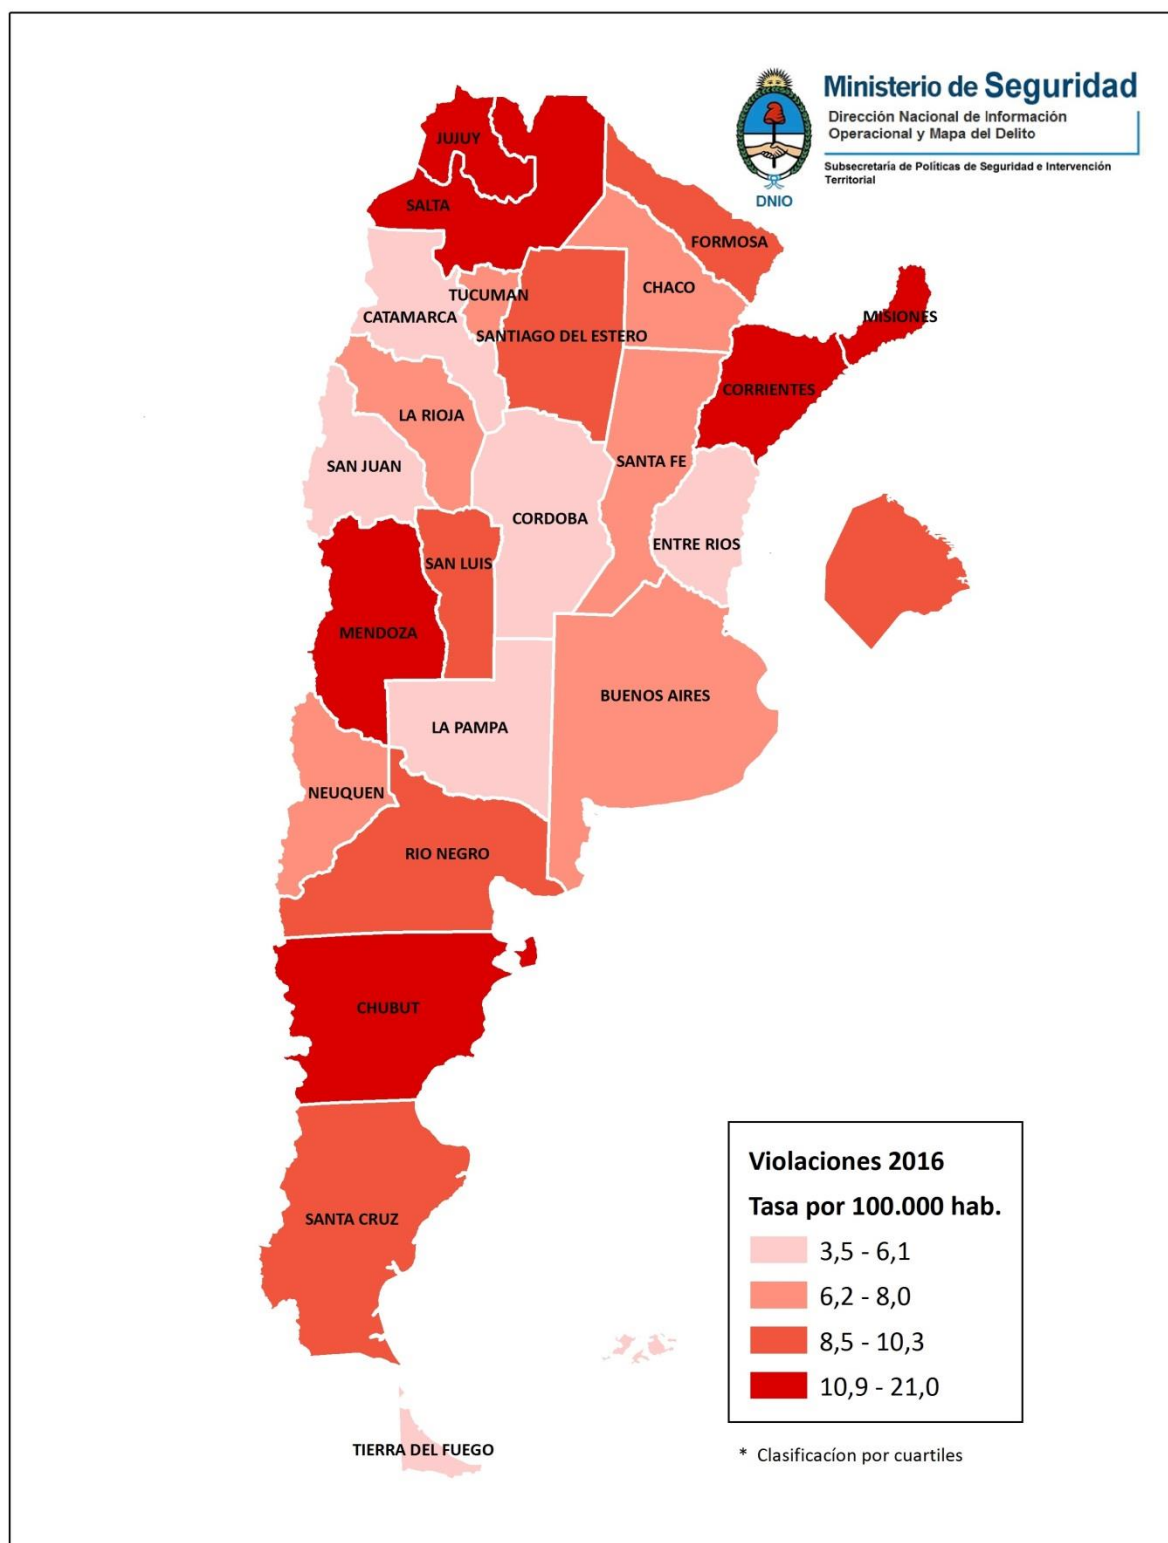 Ministerio de Seguridad
Dirección Nacional de Información
Operacional y Mapa del Delito
Subsecretaría de Políticas de Seguridad e Intervención
Territorial
DNIO
JUJUY
SALTA
FORMOSA
CHACO
TUCUMAN
CATAMARCA
SANTIAGO DEL ESTERO
MISIONES
CORRIENTES
LA RIOJA
SAN JUAN
SANTA FE
CORDOBA
ENTRE RIOS
SAN LUIS
MENDOZA
BUENOS AIRES
LA PAMPA
NEUQUEN
RIO NEGRO
CHUBUT
SANTA CRUZ
TIERRA DEL FUEGO
Violaciones 2016
Tasa por 100.000 hab.
3,5 - 6,1
6,2 - 8,0
8,5 - 10,3
10,9 - 21,0
* Clasificacíon por cuartiles